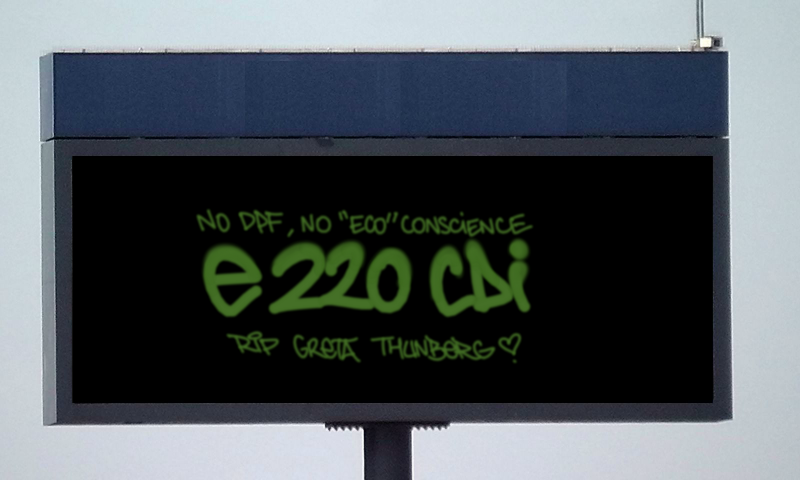 NO DPF, NO "ECO" CONSCIENCE
e220 CDi
RIP GRETA THUNBERG♡